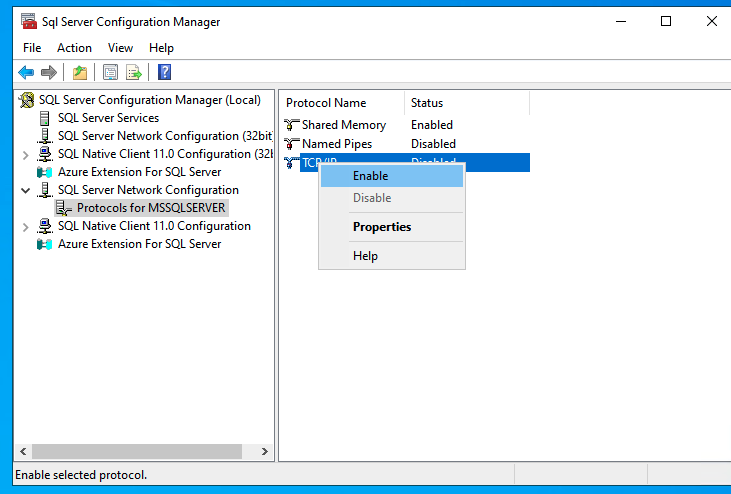 Sql Server Configuration Manager
File Action View Help
SQL Server Configuration Manager (Local)
SQL Server Services
SQL Server Network Configuration (32bit
SQL Native Client 11.0 Configuration (32b
Azure Extension For SQL Server
SQL Server Network Configuration
Protocols for MSSQLSERVER
SQL Native Client 11.0 Configuration
Azure Extension For SQL Server
Protocol Name Status
Shared Memory Enabled
Named Pipes Disabled
TCP/IP Disabled
Enable
Disable
Properties
Help
Enable selected protocol.